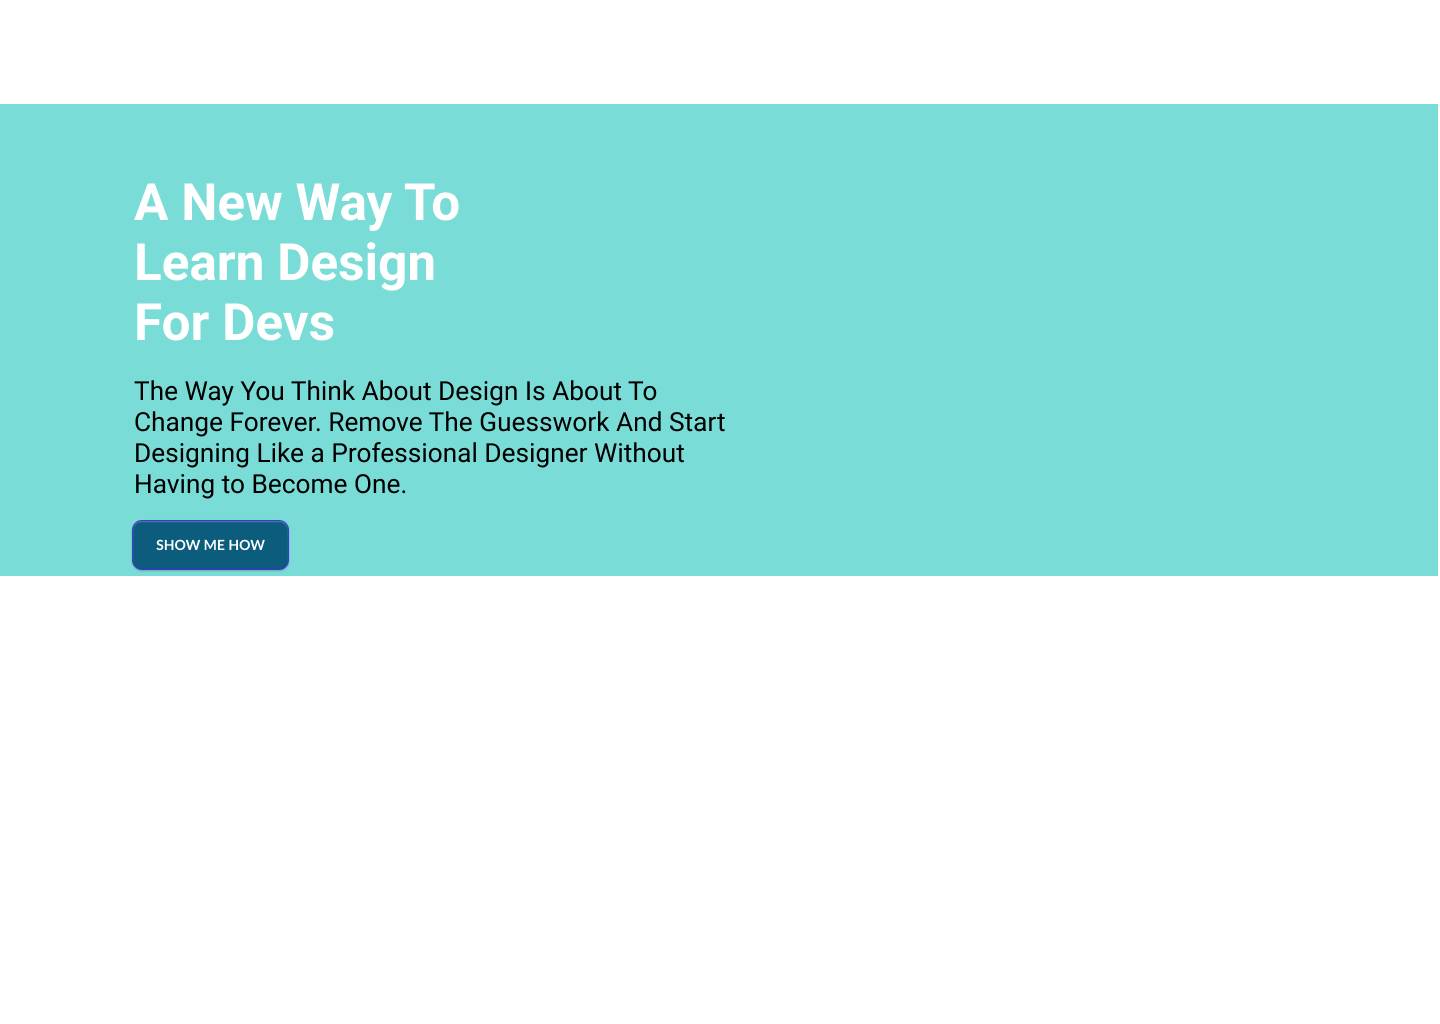 A New Way To
Learn Design
For Devs
The Way You Think About Design Is About To
Change Forever. Remove The Guesswork And Start
Designing Like a Professional Designer Without
Having to Become One.
SHOW ME HOW